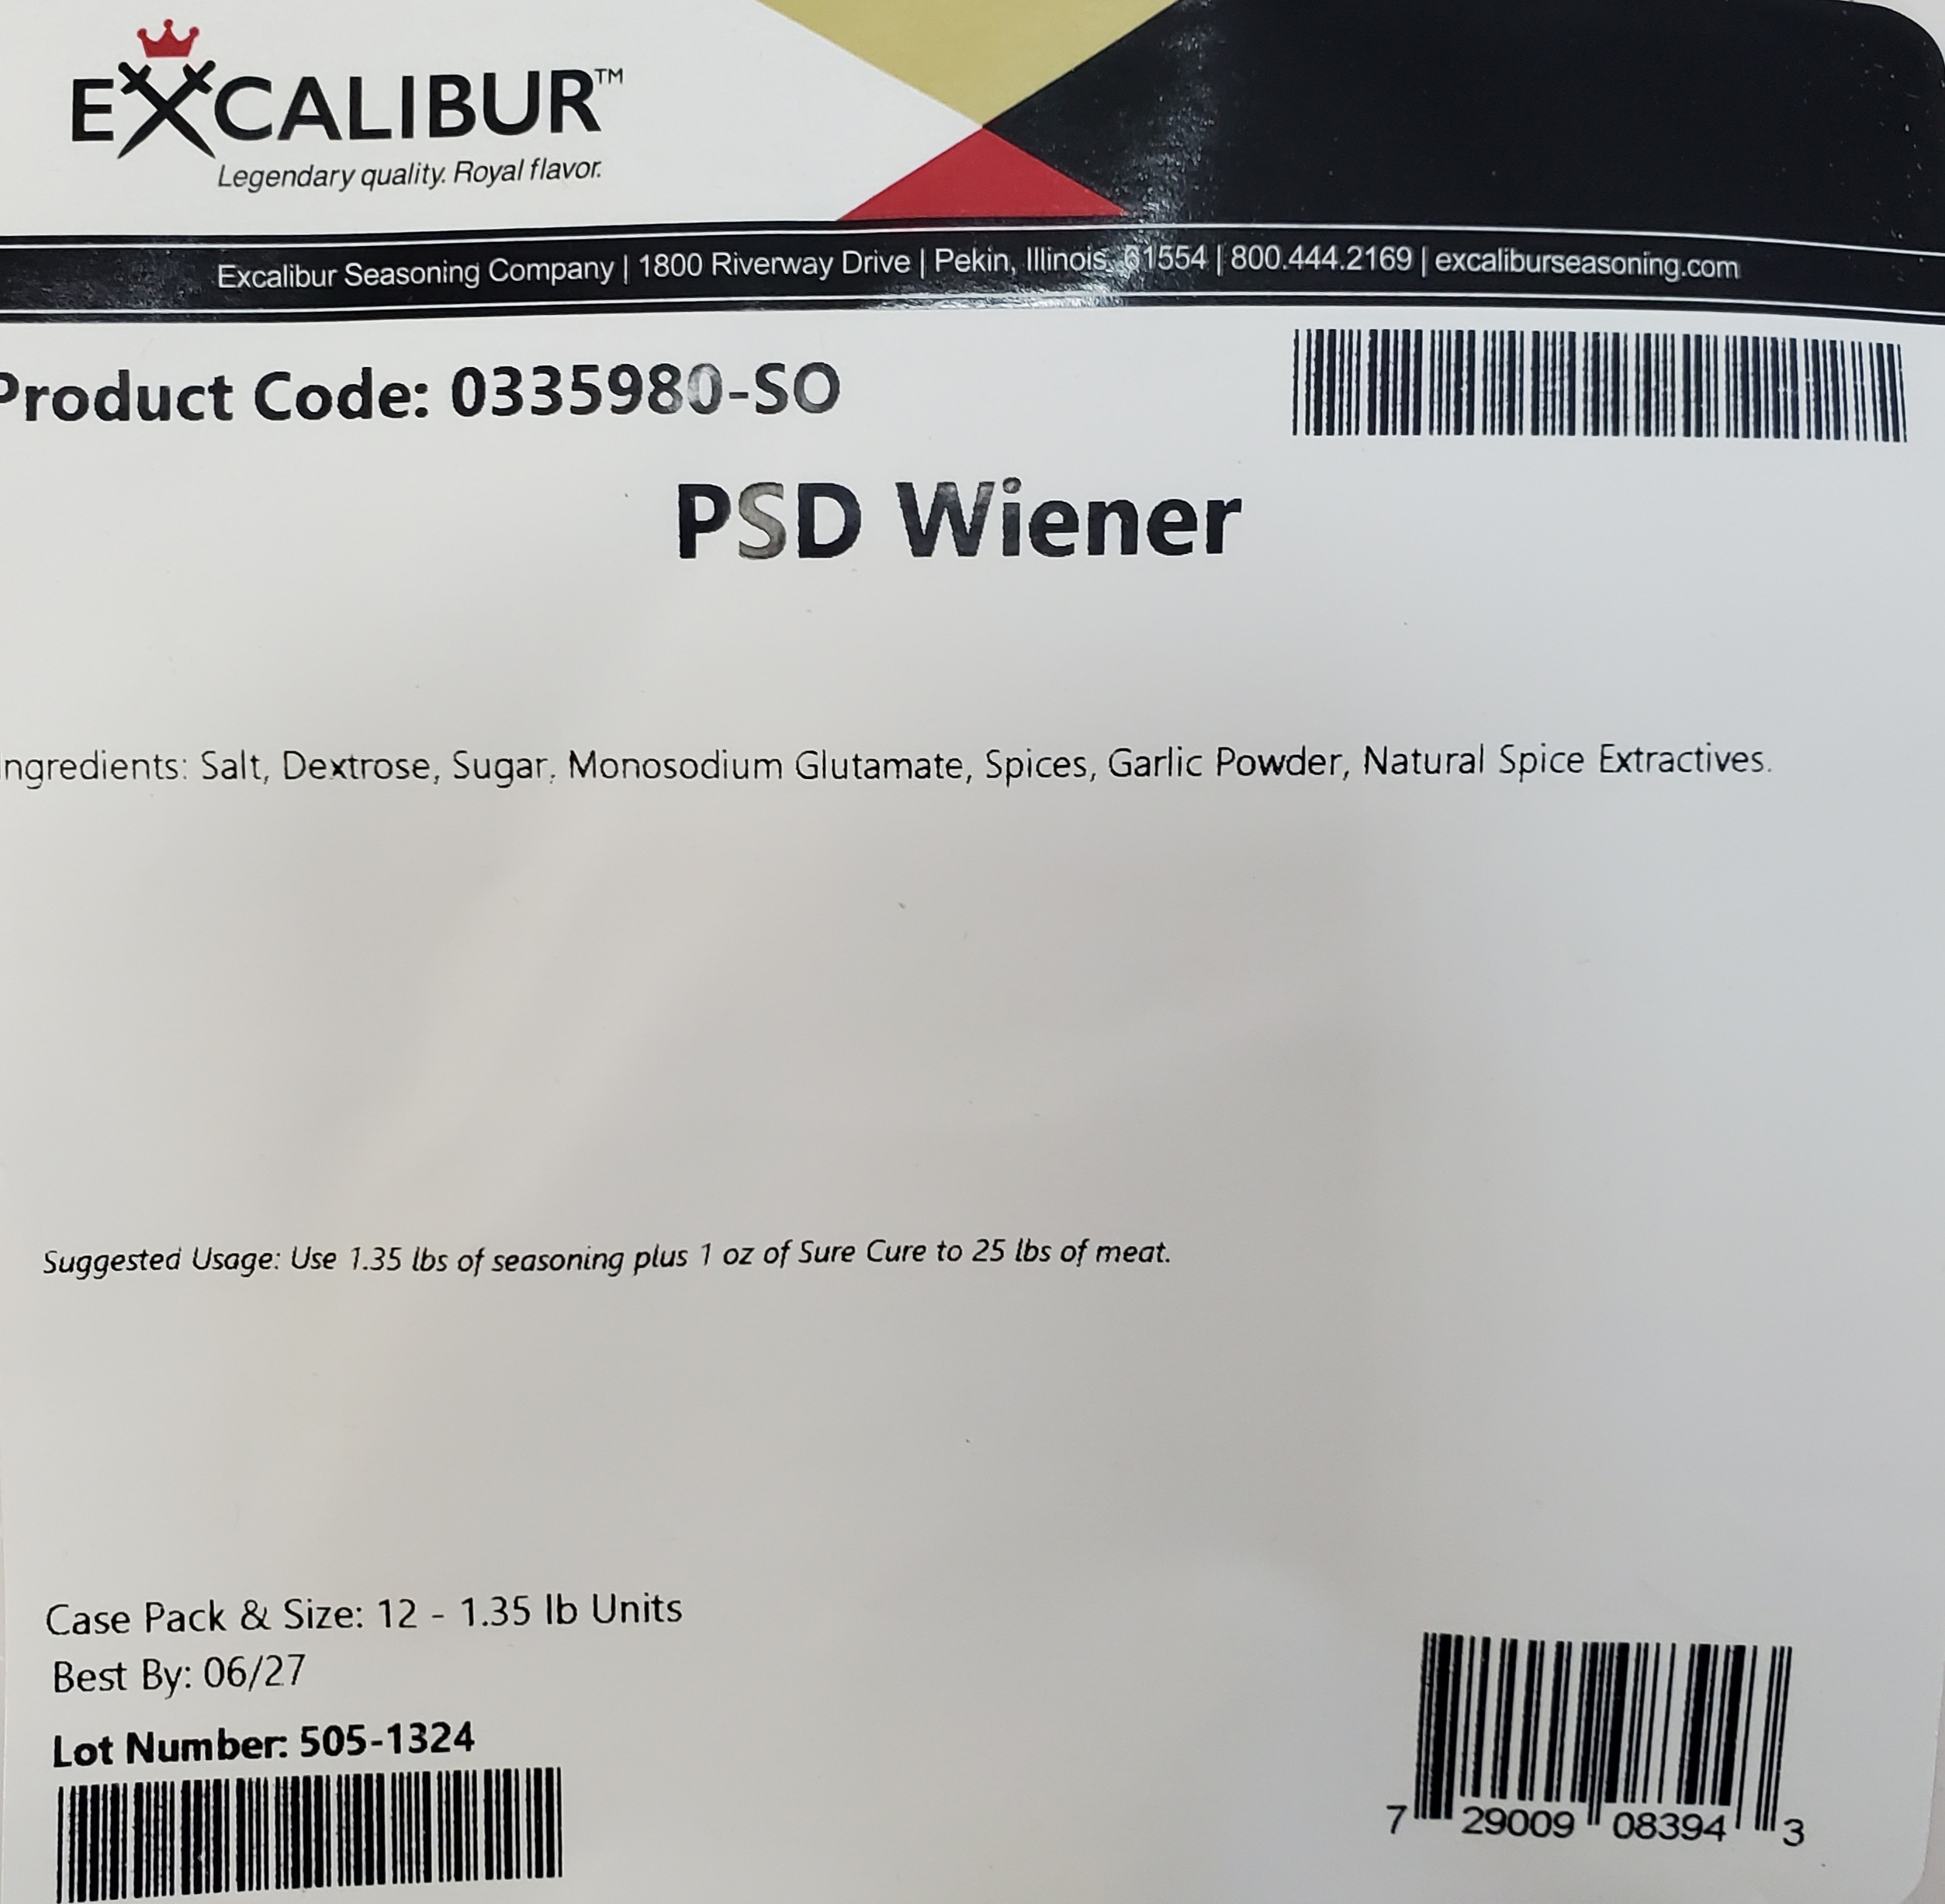 EXCALIBUR™
Legendary quality. Royal flavor.
Excalibur Seasoning Company | 1800 Riverway Drive | Pekin, Illinois, 61554 | 800.444.2169 | excaliburseasoning.com
Product Code: 0335980-SO
PSD Wiener
Ingredients: Salt, Dextrose, Sugar, Monosodium Glutamate, Spices, Garlic Powder, Natural Spice Extractives.
Suggested Usage: Use 1.35 lbs of seasoning plus 1 oz of Sure Cure to 25 lbs of meat.
Case Pack & Size: 12 - 1.35 lb Units
Best By: 06/27
Lot Number: 505-1324
7 29009 08394 3